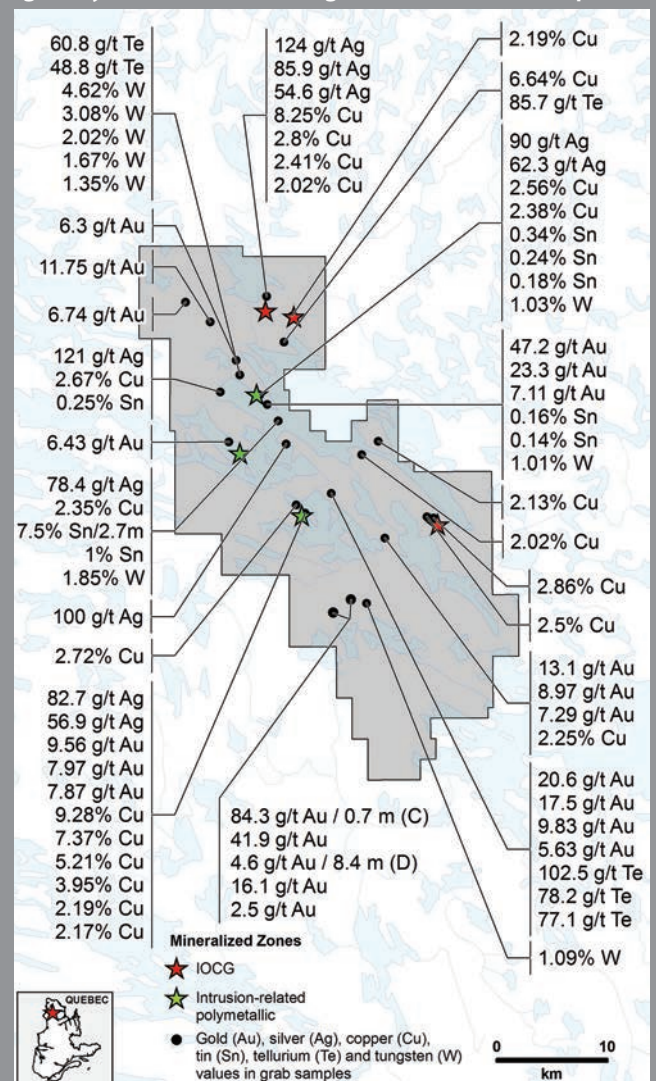 60.8 g/t Te
48.8 g/t Te
4.62% W
3.08% W
2.02% W
1.67% W
1.35% W
6.3 g/t Au
11.75 g/t Au
6.74 g/t Au
121 g/t Ag
2.67% Cu
0.25% Sn
6.43 g/t Au
78.4 g/t Ag
2.35% Cu
7.5% Sn/2.7m
1% Sn
1.85% W
100 g/t Ag
2.72% Cu
82.7 g/t Ag
56.9 g/t Ag
9.56 g/t Au
7.97 g/t Au
7.87 g/t Au
9.28% Cu
7.37% Cu
5.21% Cu
3.95% Cu
2.19% Cu
2.17% Cu
124 g/t Ag
85.9 g/t Ag
54.6 g/t Ag
8.25% Cu
2.8% Cu
2.41% Cu
2.02% Cu
2.19% Cu
6.64% Cu
85.7 g/t Te
90 g/t Ag
62.3 g/t Ag
2.56% Cu
2.38% Cu
0.34% Sn
0.24% Sn
0.18% Sn
1.03% W
47.2 g/t Au
23.3 g/t Au
7.11 g/t Au
0.16% Sn
0.14% Sn
1.01% W
2.13% Cu
2.02% Cu
2.86% Cu
2.5% Cu
13.1 g/t Au
8.97 g/t Au
7.29 g/t Au
2.25% Cu
20.6 g/t Au
17.5 g/t Au
9.83 g/t Au
5.63 g/t Au
102.5 g/t Te
78.2 g/t Te
77.1 g/t Te
1.09% W
84.3 g/t Au / 0.7 m (C)
41.9 g/t Au
4.6 g/t Au / 8.4 m (D)
16.1 g/t Au
2.5 g/t Au
Mineralized Zones
IOCG
Intrusion-related
polymetallic
Gold (Au), silver (Ag), copper (Cu),
tin (Sn), tellurium (Te) and tungsten (W)
values in grab samples
QUEBEC
0 10
km